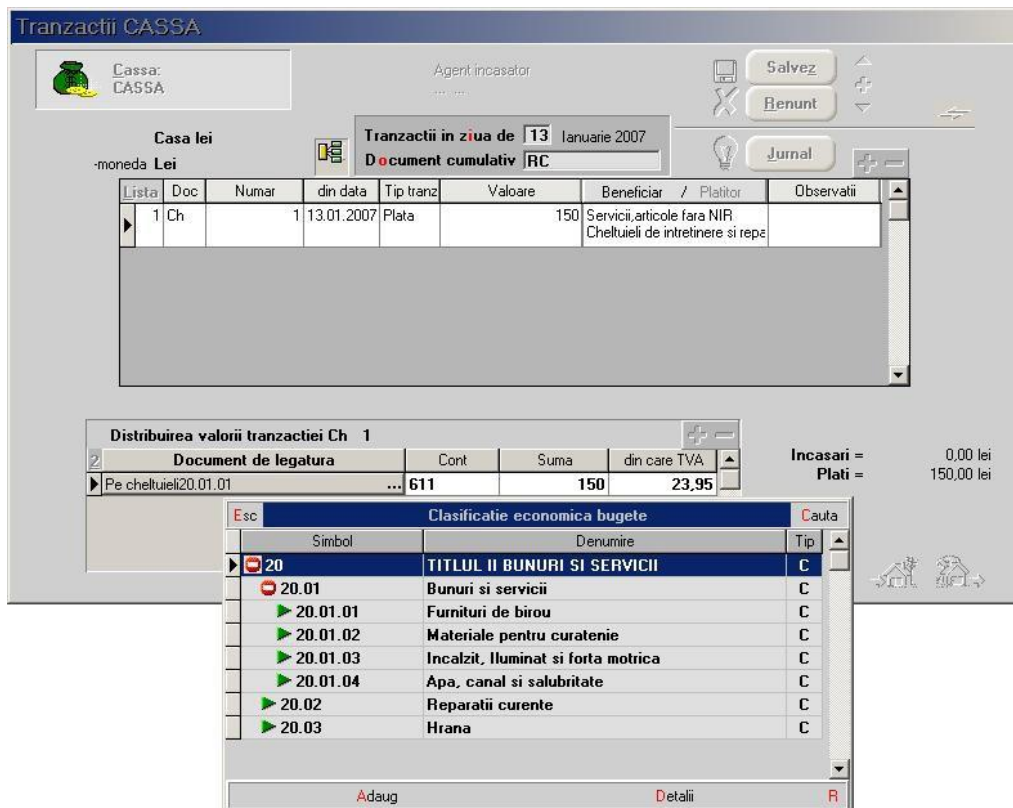 Tranzactii CASSA
Cassa:
CASSA
Agent incasator
... ...
Salvez
Renunt
Casa lei
-moneda Lei
Tranzactii in ziua de 13 Ianuarie 2007
Document cumulativ RC
Jurnal
Lista Doc Numar din data Tip tranz Valoare Beneficiar / Platitor Observatii
1 Ch 1 13.01.2007 Plata 150 Servicii,articole fara NIR
Cheltuieli de intretinere si repa
Distribuirea valorii tranzactiei Ch 1
2 Document de legatura Cont Suma din care TVA
Pe cheltuieli20.01.01 ... 611 150 23,95
Incasari = 0,00 lei
Plati = 150,00 lei
Esc Clasificatie economica bugete Cauta
Simbol Denumire Tip
20 TITLUL II BUNURI SI SERVICII C
20.01 Bunuri si servicii C
20.01.01 Furnituri de birou C
20.01.02 Materiale pentru curatenie C
20.01.03 Incalzit, Iluminat si forta motrica C
20.01.04 Apa, canal si salubritate C
20.02 Reparatii curente C
20.03 Hrana C
Adaug Detalii R